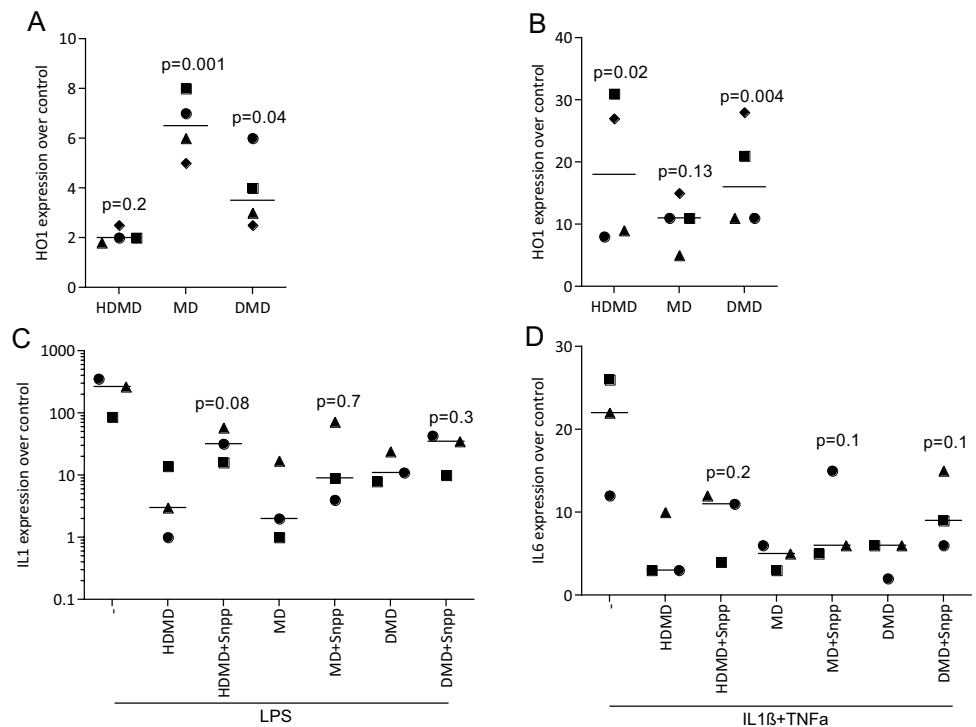 A
HO1 expression over control
10
8
6
4
2
0
p=0.2
p=0.001
p=0.04
HDMD
MD
DMD
B
HO1 expression over control
40
30
20
10
0
p=0.02
p=0.13
p=0.004
HDMD
MD
DMD
C
IL1 expression over control
1000
100
10
1
0.1
p=0.08
p=0.7
p=0.3
-
HDMD
HDMD+Snpp
MD
MD+Snpp
DMD
DMD+Snpp
LPS
D
IL6 expression over control
30
20
10
0
p=0.2
p=0.1
p=0.1
-
HDMD
HDMD+Snpp
MD
MD+Snpp
DMD
DMD+Snpp
IL1ß+TNFa